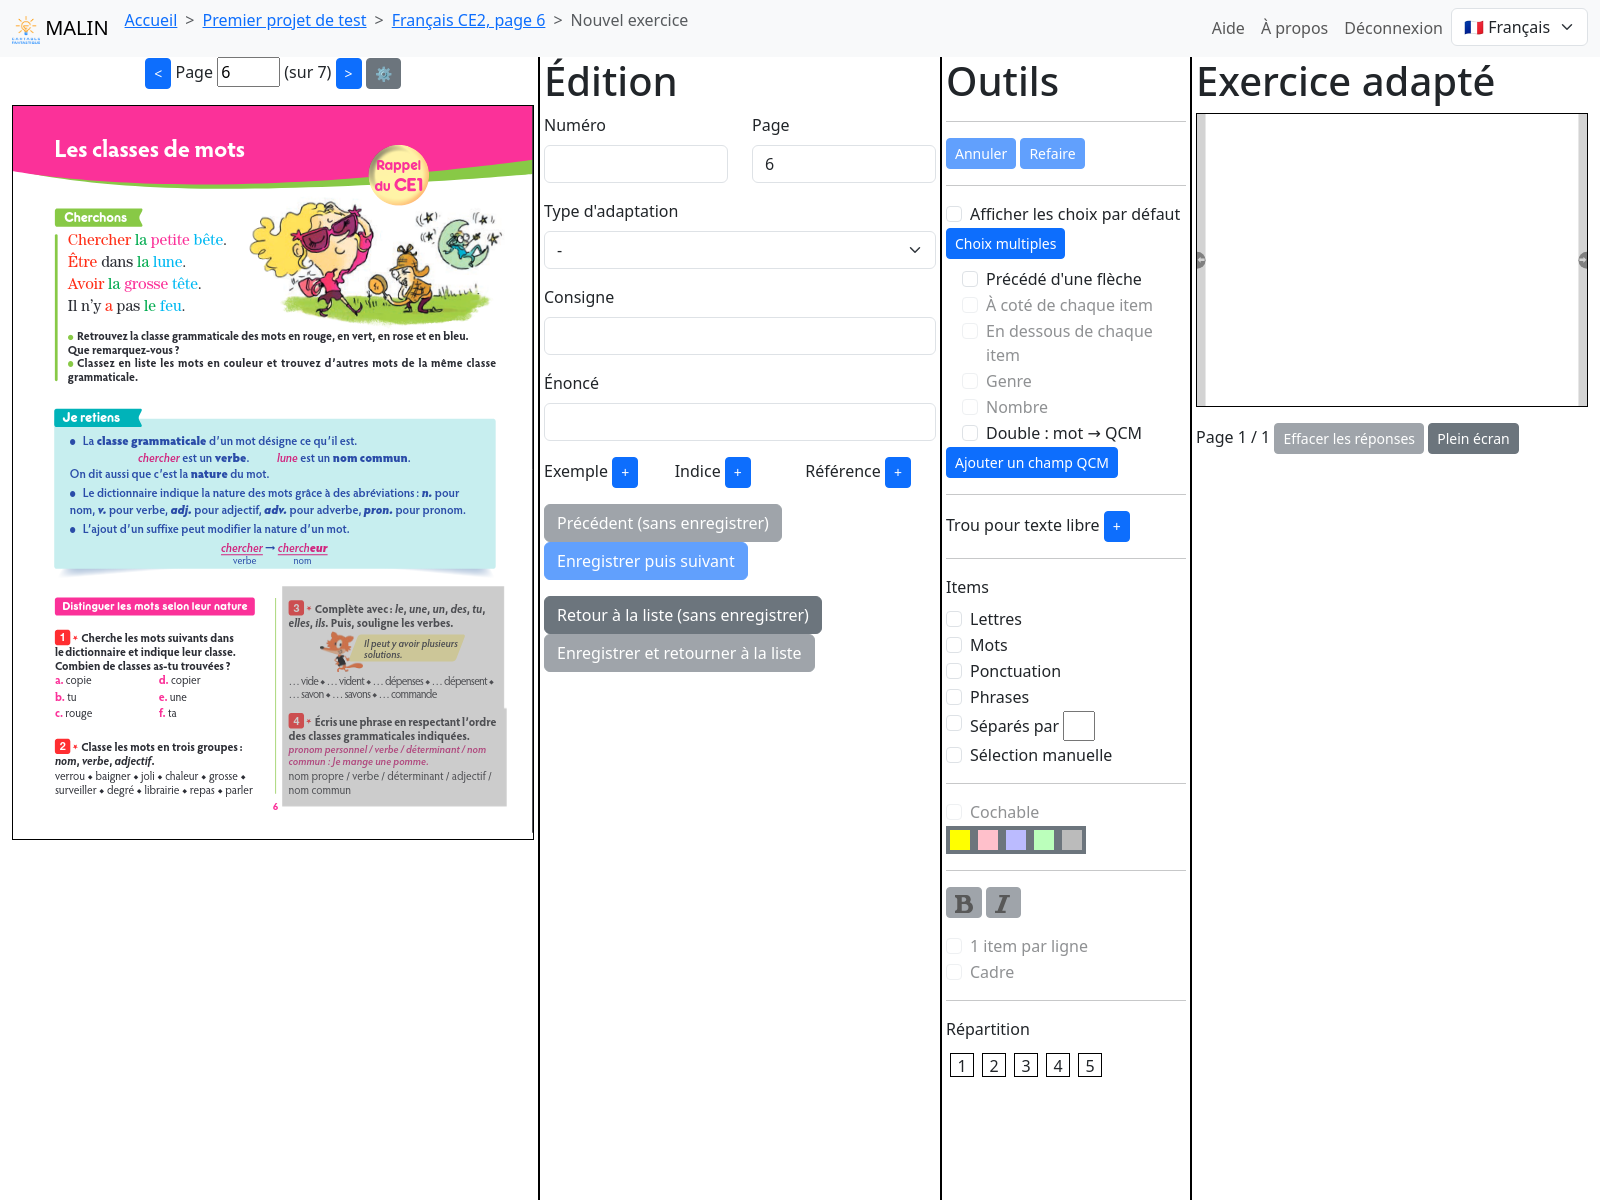 MALIN Accueil > Premier projet de test > Français CE2, page 6 > Nouvel exercice Aide À propos Déconnexion 🇫🇷 Français
< Page 6 (sur 7) > ⚙️
Les classes de mots
Rappel
du CE1
Cherchons
Chercher la petite bête.
Être dans la lune.
Avoir la grosse tête.
Il n'y a pas le feu.
• Retrouvez la classe grammaticale des mots en rouge, en vert, en rose et en bleu.
Que remarquez-vous ?
• Classez en liste les mots en couleur et trouvez d'autres mots de la même classe
grammaticale.
Je retiens
• La classe grammaticale d'un mot désigne ce qu'il est.
chercher est un verbe. lune est un nom commun.
On dit aussi que c'est la nature du mot.
• Le dictionnaire indique la nature des mots grâce à des abréviations : n. pour
nom, v. pour verbe, adj. pour adjectif, adv. pour adverbe, pron. pour pronom.
• L'ajout d'un suffixe peut modifier la nature d'un mot.
chercher → chercheur
verbe nom
Distinguer les mots selon leur nature
1 * Cherche les mots suivants dans
le dictionnaire et indique leur classe.
Combien de classes as-tu trouvées ?
a. copie d. copier
b. tu e. une
c. rouge f. ta
2 * Classe les mots en trois groupes :
nom, verbe, adjectif.
verrou ⬥ baigner ⬥ joli ⬥ chaleur ⬥ grosse ⬥
surveiller ⬥ degré ⬥ librairie ⬥ repas ⬥ parler
3 * Complète avec : le, une, un, des, tu,
elles, ils. Puis, souligne les verbes.
Il peut y avoir plusieurs
solutions.
… vide ⬥ … vident ⬥ … dépenses ⬥ … dépensent ⬥
… savon ⬥ … savons ⬥ … commande
4 * Écris une phrase en respectant l'ordre
des classes grammaticales indiquées.
pronom personnel / verbe / déterminant / nom
commun : Je mange une pomme.
nom propre / verbe / déterminant / adjectif /
nom commun
6
Édition
Numéro Page
6
Type d'adaptation
-
Consigne
Énoncé
Exemple + Indice + Référence +
Précédent (sans enregistrer)
Enregistrer puis suivant
Retour à la liste (sans enregistrer)
Enregistrer et retourner à la liste
Outils
Annuler Refaire
Afficher les choix par défaut
Choix multiples
Précédé d'une flèche
À coté de chaque item
En dessous de chaque
item
Genre
Nombre
Double : mot → QCM
Ajouter un champ QCM
Trou pour texte libre +
Items
Lettres
Mots
Ponctuation
Phrases
Séparés par
Sélection manuelle
Cochable
B I
1 item par ligne
Cadre
Répartition
1 2 3 4 5
Exercice adapté
Page 1 / 1 Effacer les réponses Plein écran